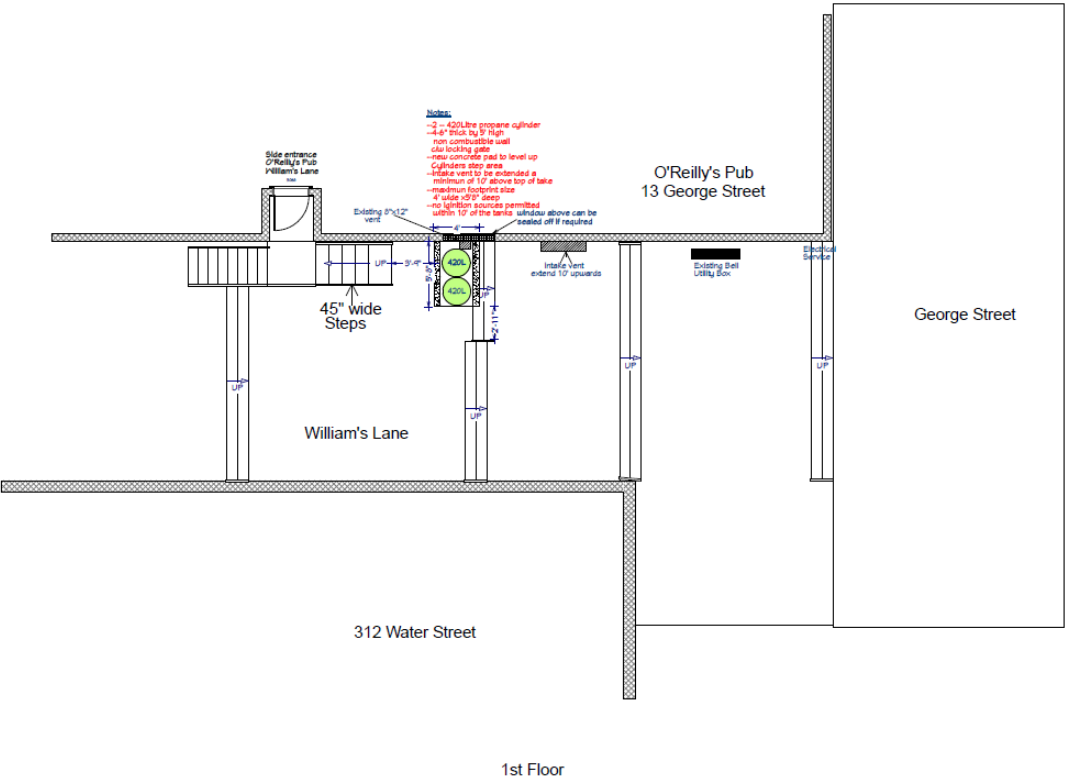 Notes:
--2 -- 420Litre propane cylinder
--4-6" thick by 5' high
non combustible wall
c/w locking gate
--new concrete pad to level up
Cylinders step area
--Intake vent to be extended a
minimun of 10' above top of take
--maximun footprint size
4' wide x5'8" deep
--no iginition sources permitted
within 10' of the tanks
window above can be
sealed off if required
Side entrance
O'Reilly's Pub
William's Lane
O'Reilly's Pub
13 George Street
Existing 8"x12"
vent
4'
Electrical
Service
UP
3'-9"
5'-8"
420L
420L
UP
2'-11"
Intake vent
extend 10' upwards
Existing Bell
Utility Box
45" wide
Steps
George Street
UP
UP
UP
UP
William's Lane
312 Water Street
1st Floor